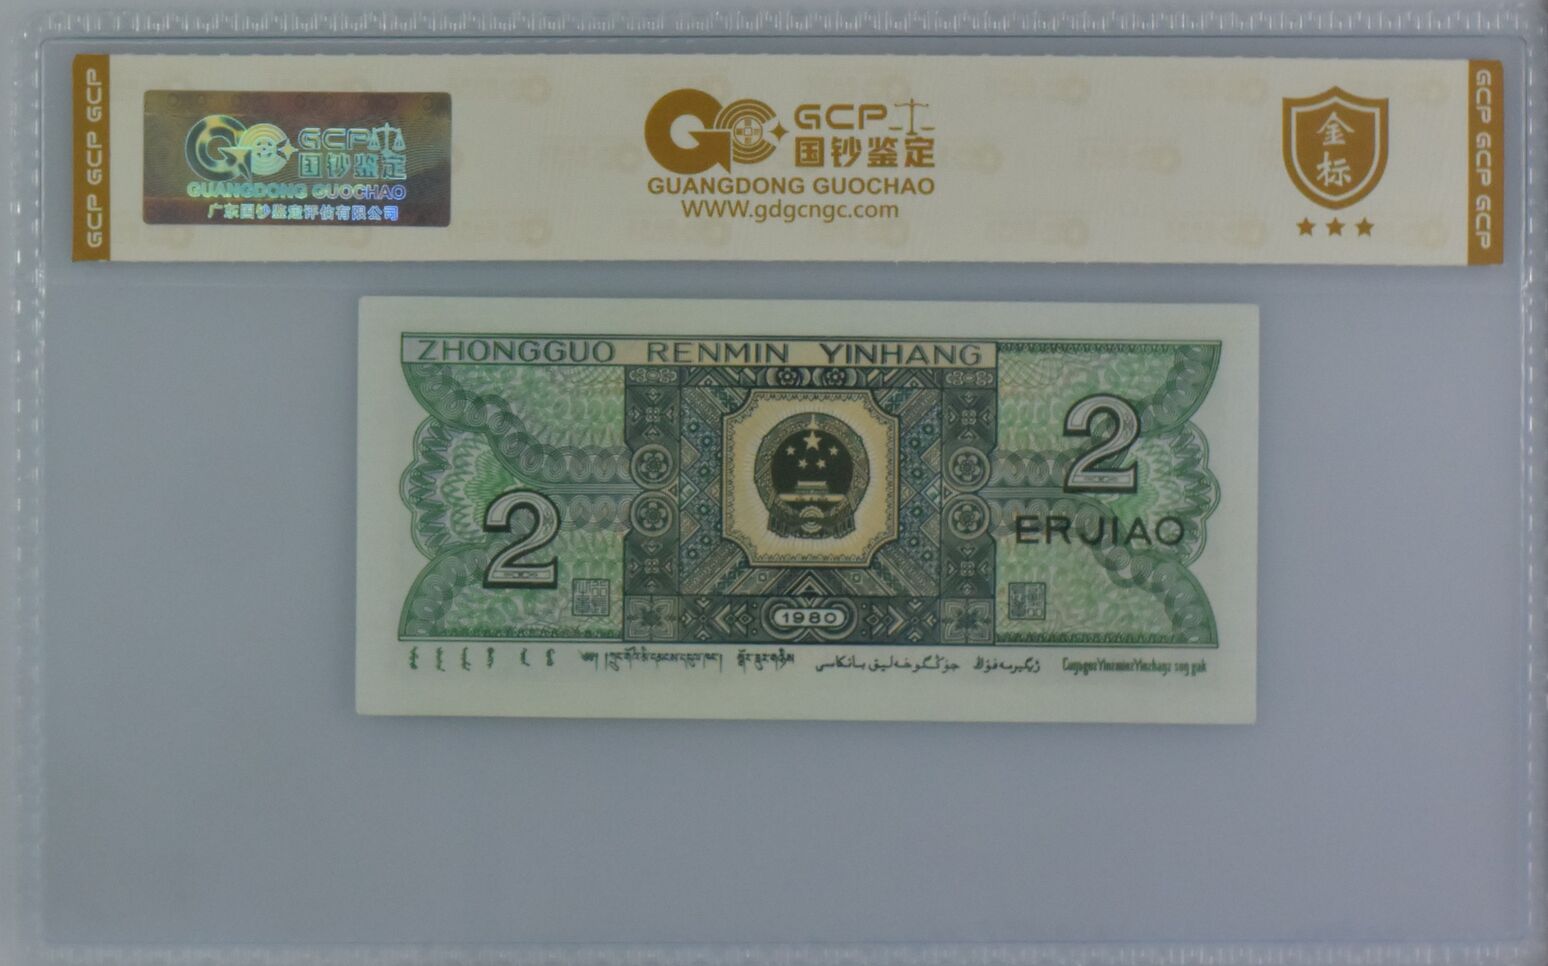 GCP GCP GCP
GCP
国钞鉴定
GUANGDONG GUOCHAO
广东国钞鉴定评估有限公司
GCP
国钞鉴定
GUANGDONG GUOCHAO
WWW.gdgcngc.com
金标
GCP GCP GCP
ZHONGGUO RENMIN YINHANG
2
2
ER JIAO
1980